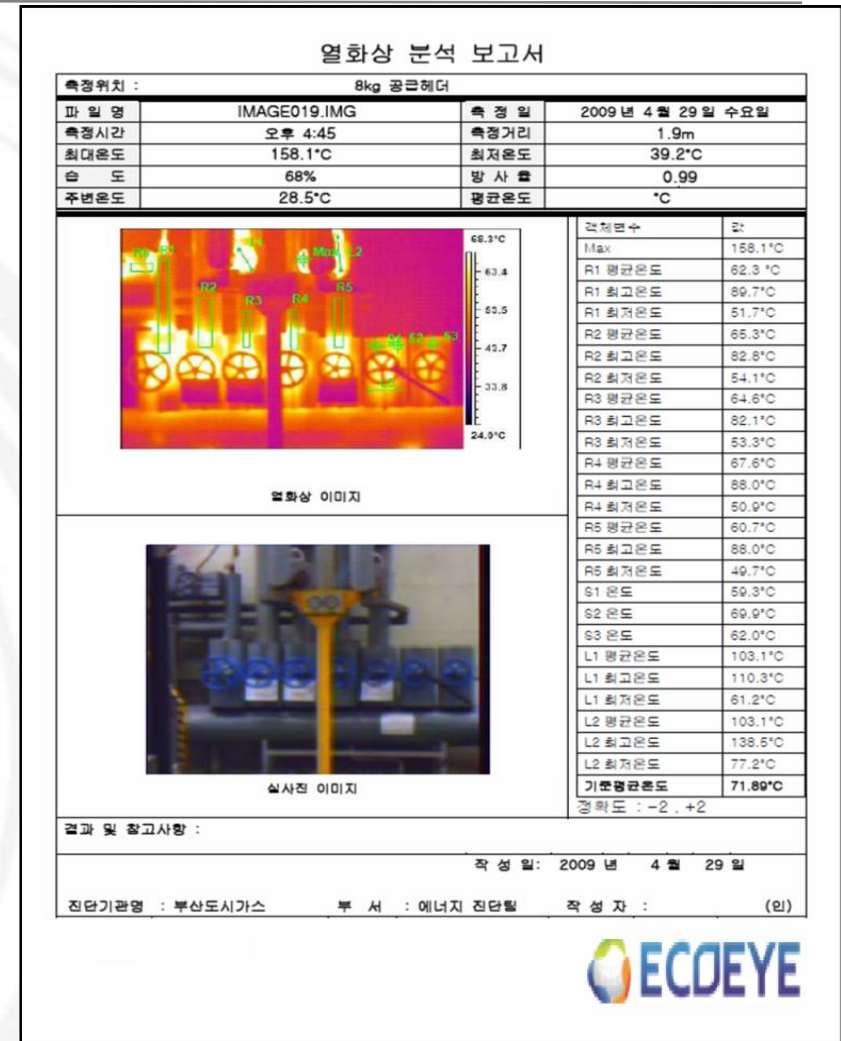 열화상 분석 보고서
측정위치 : 8kg 공급헤더
파 일 명 IMAGE019.IMG 측 정 일 2009 년 4 월 29 일 수요일
측정시간 오후 4:45 측정거리 1.9m
최대온도 158.1°C 최저온도 39.2°C
습 도 68% 방 사 율 0.99
주변온도 28.5°C 평균온도 °C
객체변수 값
Max 158.1°C
R1 평균온도 62.3 °C
R1 최고온도 89.7°C
R1 최저온도 51.7°C
R2 평균온도 65.3°C
R2 최고온도 82.8°C
R2 최저온도 54.1°C
R3 평균온도 64.6°C
R3 최고온도 82.1°C
R3 최저온도 53.3°C
R4 평균온도 67.6°C
R4 최고온도 88.0°C
R4 최저온도 50.9°C
R5 평균온도 60.7°C
R5 최고온도 88.0°C
R5 최저온도 49.7°C
S1 온도 59.3°C
S2 온도 69.9°C
S3 온도 62.0°C
L1 평균온도 103.1°C
L1 최고온도 110.3°C
L1 최저온도 61.2°C
L2 평균온도 103.1°C
L2 최고온도 138.5°C
L2 최저온도 77.2°C
기준평균온도 71.89°C
정확도 : -2 , +2
68.3°C
63.4
53.5
43.7
33.8
24.0°C
R1
L1
Max
L2
R2
R3
R4
R5
S2
S3
열화상 이미지
실사진 이미지
결과 및 참고사항 :
작 성 일: 2009 년 4 월 29 일
진단기관명 : 부산도시가스 부 서 : 에너지 진단팀 작 성 자 : (인)
ECOEYE